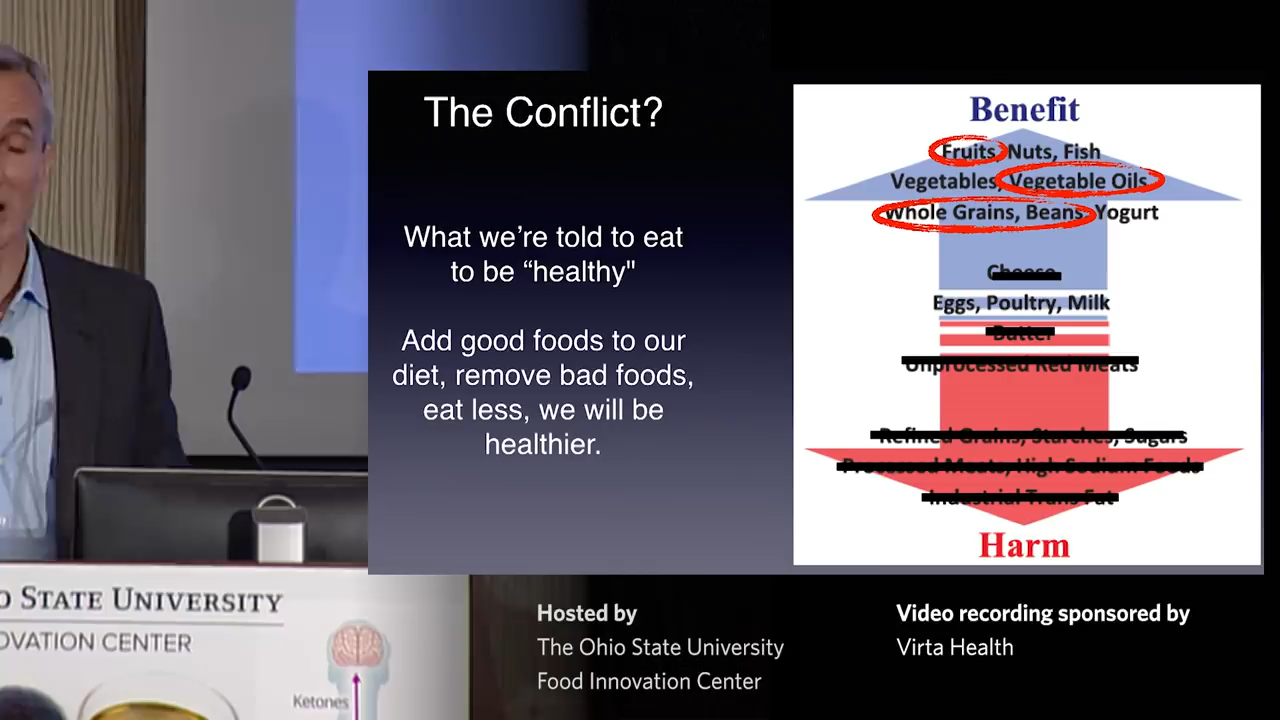 The Conflict?
What we're told to eat
to be “healthy"
Add good foods to our
diet, remove bad foods,
eat less, we will be
healthier.
Benefit
Fruits, Nuts, Fish
Vegetables, Vegetable Oils
Whole Grains, Beans, Yogurt
Cheese
Eggs, Poultry, Milk
Butter
Unprocessed Red Meats
Refined Grains, Starches, Sugars
Processed Meats, High Sodium Foods
Industrial Trans Fat
Harm
O STATE UNIVERSITY
OVATION CENTER
Ketones
Hosted by
The Ohio State University
Food Innovation Center
Video recording sponsored by
Virta Health